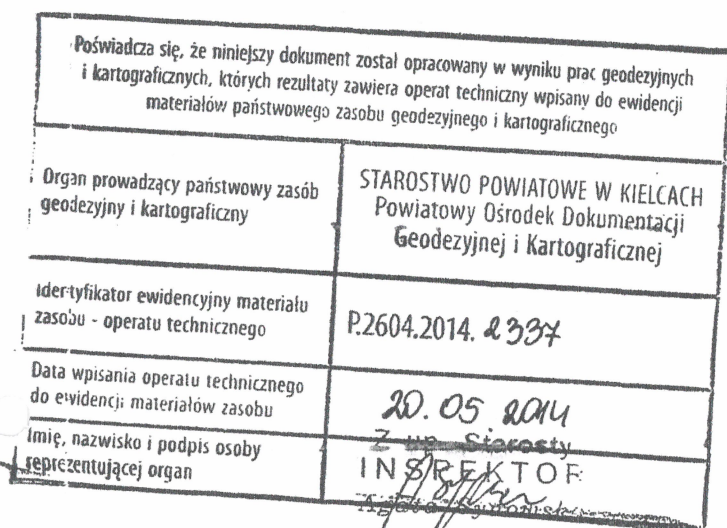 Poświadcza się, że niniejszy dokument został opracowany w wyniku prac geodezyjnych
i kartograficznych, których rezultaty zawiera operat techniczny wpisany do ewidencji
materiałów państwowego zasobu geodezyjnego i kartograficznego
Organ prowadzący państwowy zasób
geodezyjny i kartograficzny
STAROSTWO POWIATOWE W KIELCACH
Powiatowy Ośrodek Dokumentacji
Geodezyjnej i Kartograficznej
Identyfikator ewidencyjny materiału
zasobu - operatu technicznego
P.2604.2014. 2337
Data wpisania operatu technicznego
do ewidencji materiałów zasobu
20. 05 2014
Imię, nazwisko i podpis osoby
reprezentującej organ
Z up. Starosty
INSPEKTOR